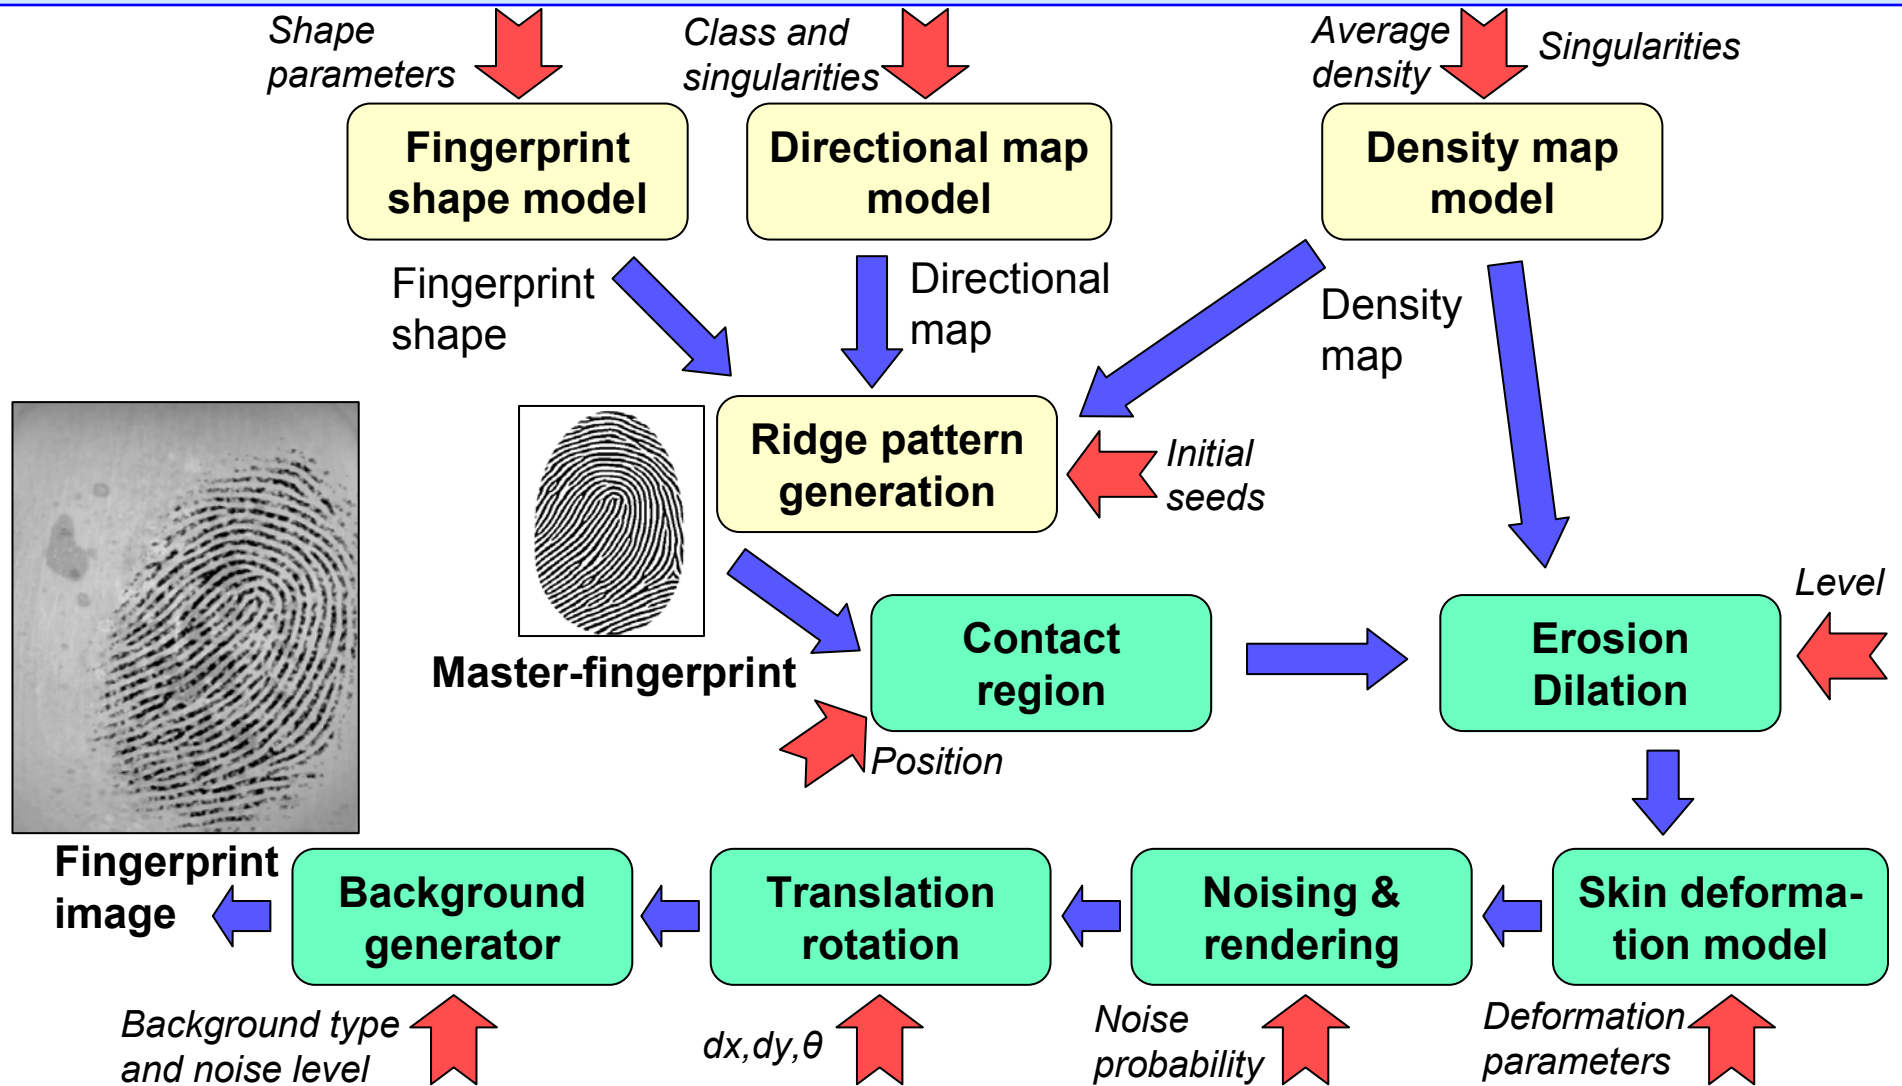 Shape
parameters
Class and
singularities
Average
density
Singularities
Fingerprint
shape model
Directional map
model
Density map
model
Fingerprint
shape
Directional
map
Density
map
Ridge pattern
generation
Initial
seeds
Master-fingerprint
Contact
region
Position
Erosion
Dilation
Level
Fingerprint
image
Background
generator
Translation
rotation
Noising &
rendering
Skin deforma-
tion model
Background type
and noise level
dx,dy,θ
Noise
probability
Deformation
parameters